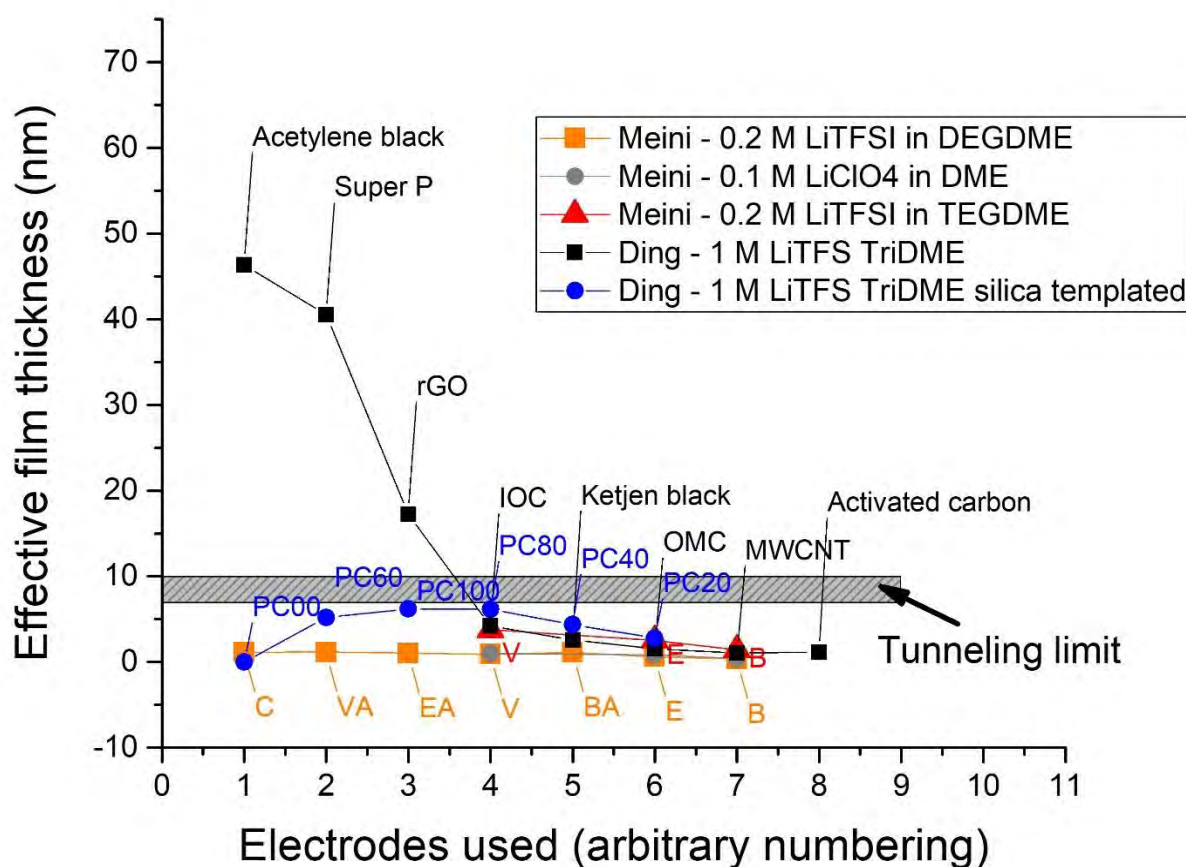 Effective film thickness (nm)
70
60
50
40
30
20
10
0
-10
Acetylene black
Super P
rGO
IOC
Ketjen black
OMC
MWCNT
Activated carbon
PC00
PC60
PC100
PC80
PC40
PC20
V
E
B
C
VA
EA
V
BA
E
B
Meini - 0.2 M LiTFSI in DEGDME
Meini - 0.1 M LiClO4 in DME
Meini - 0.2 M LiTFSI in TEGDME
Ding - 1 M LiTFS TriDME
Ding - 1 M LiTFS TriDME silica templated
Tunneling limit
0 1 2 3 4 5 6 7 8 9 10 11
Electrodes used (arbitrary numbering)